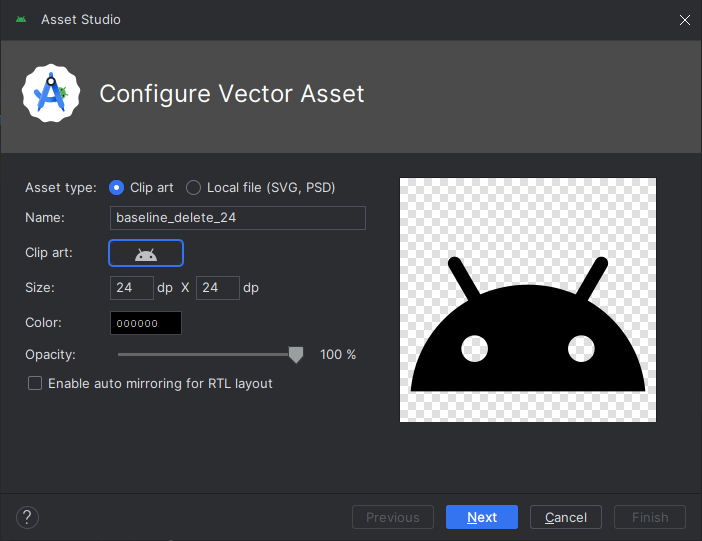 Asset Studio
Configure Vector Asset
Asset type: Clip art Local file (SVG, PSD)
Name: baseline_delete_24
Clip art:
Size: 24 dp X 24 dp
Color: 000000
Opacity: 100 %
Enable auto mirroring for RTL layout
? Previous Next Cancel Finish